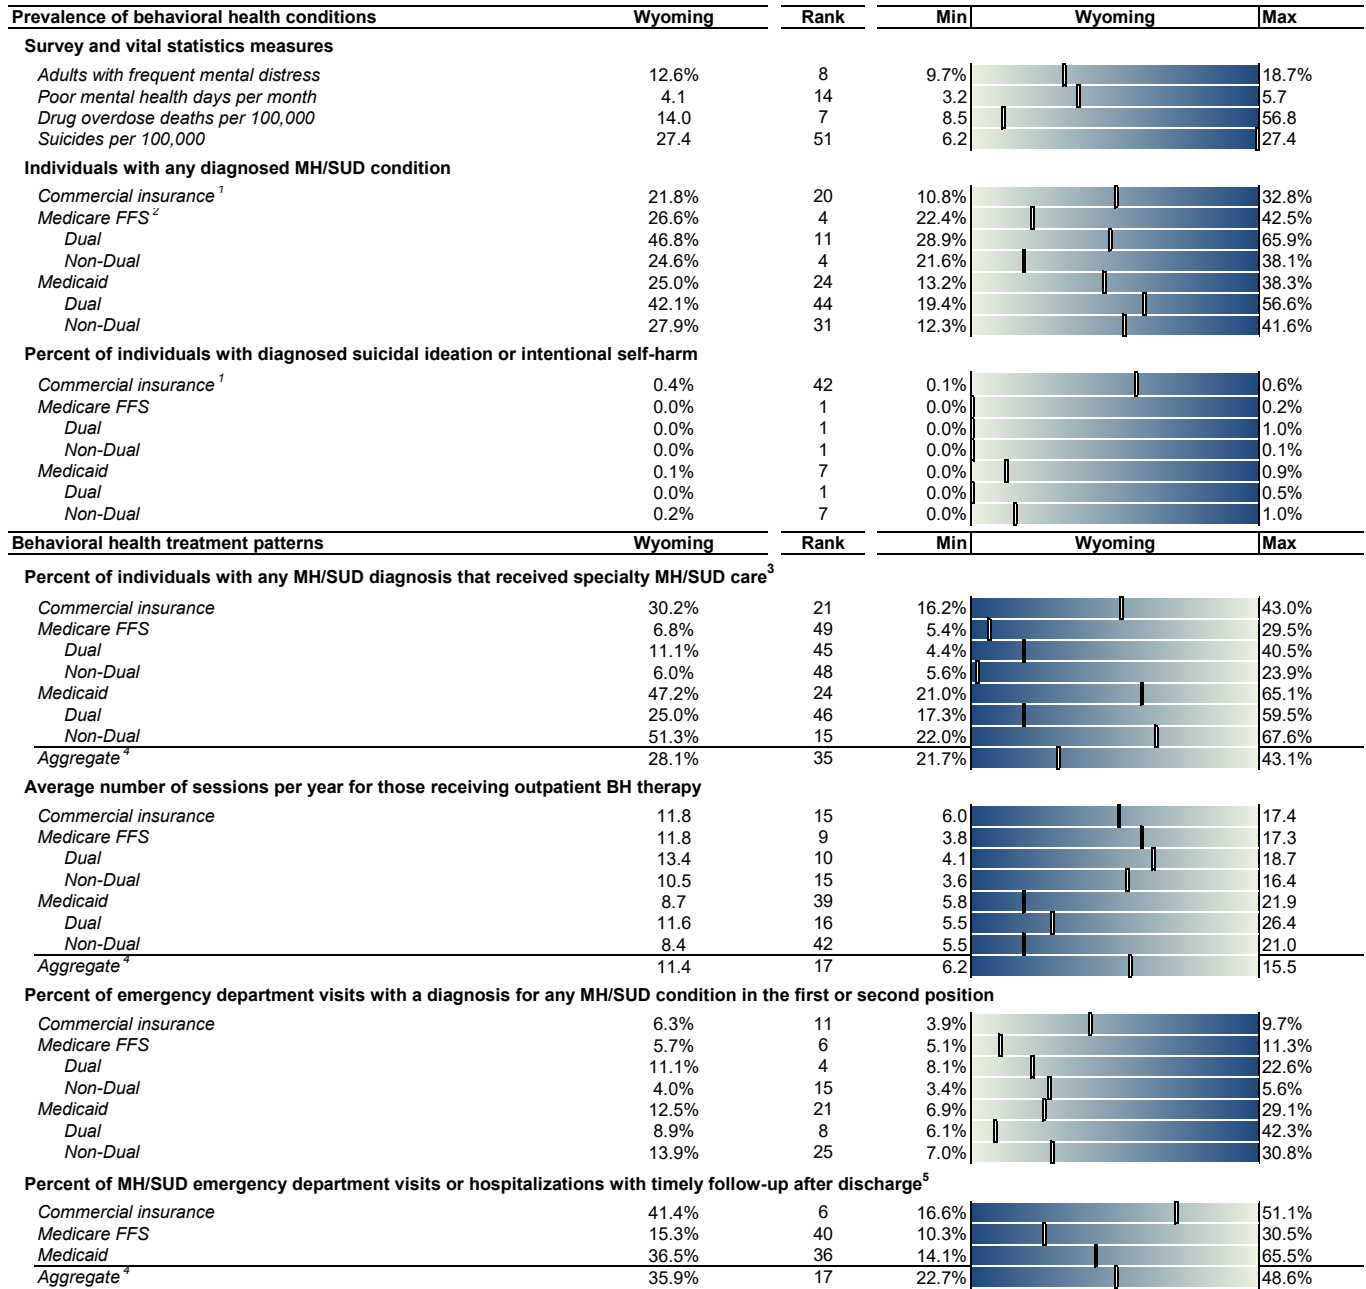 Prevalence of behavioral health conditions Wyoming Rank Min Wyoming Max
Survey and vital statistics measures
Adults with frequent mental distress 12.6% 8 9.7% 18.7%
Poor mental health days per month 4.1 14 3.2 5.7
Drug overdose deaths per 100,000 14.0 7 8.5 56.8
Suicides per 100,000 27.4 51 6.2 27.4
Individuals with any diagnosed MH/SUD condition
Commercial insurance 1 21.8% 20 10.8% 32.8%
Medicare FFS 2 26.6% 4 22.4% 42.5%
Dual 46.8% 11 28.9% 65.9%
Non-Dual 24.6% 4 21.6% 38.1%
Medicaid 25.0% 24 13.2% 38.3%
Dual 42.1% 44 19.4% 56.6%
Non-Dual 27.9% 31 12.3% 41.6%
Percent of individuals with diagnosed suicidal ideation or intentional self-harm
Commercial insurance 1 0.4% 42 0.1% 0.6%
Medicare FFS 0.0% 1 0.0% 0.2%
Dual 0.0% 1 0.0% 1.0%
Non-Dual 0.0% 1 0.0% 0.1%
Medicaid 0.1% 7 0.0% 0.9%
Dual 0.0% 1 0.0% 0.5%
Non-Dual 0.2% 7 0.0% 1.0%
Behavioral health treatment patterns Wyoming Rank Min Wyoming Max
Percent of individuals with any MH/SUD diagnosis that received specialty MH/SUD care3
Commercial insurance 30.2% 21 16.2% 43.0%
Medicare FFS 6.8% 49 5.4% 29.5%
Dual 11.1% 45 4.4% 40.5%
Non-Dual 6.0% 48 5.6% 23.9%
Medicaid 47.2% 24 21.0% 65.1%
Dual 25.0% 46 17.3% 59.5%
Non-Dual 51.3% 15 22.0% 67.6%
Aggregate 4 28.1% 35 21.7% 43.1%
Average number of sessions per year for those receiving outpatient BH therapy
Commercial insurance 11.8 15 6.0 17.4
Medicare FFS 11.8 9 3.8 17.3
Dual 13.4 10 4.1 18.7
Non-Dual 10.5 15 3.6 16.4
Medicaid 8.7 39 5.8 21.9
Dual 11.6 16 5.5 26.4
Non-Dual 8.4 42 5.5 21.0
Aggregate 4 11.4 17 6.2 15.5
Percent of emergency department visits with a diagnosis for any MH/SUD condition in the first or second position
Commercial insurance 6.3% 11 3.9% 9.7%
Medicare FFS 5.7% 6 5.1% 11.3%
Dual 11.1% 4 8.1% 22.6%
Non-Dual 4.0% 15 3.4% 5.6%
Medicaid 12.5% 21 6.9% 29.1%
Dual 8.9% 8 6.1% 42.3%
Non-Dual 13.9% 25 7.0% 30.8%
Percent of MH/SUD emergency department visits or hospitalizations with timely follow-up after discharge5
Commercial insurance 41.4% 6 16.6% 51.1%
Medicare FFS 15.3% 40 10.3% 30.5%
Medicaid 36.5% 36 14.1% 65.5%
Aggregate 4 35.9% 17 22.7% 48.6%